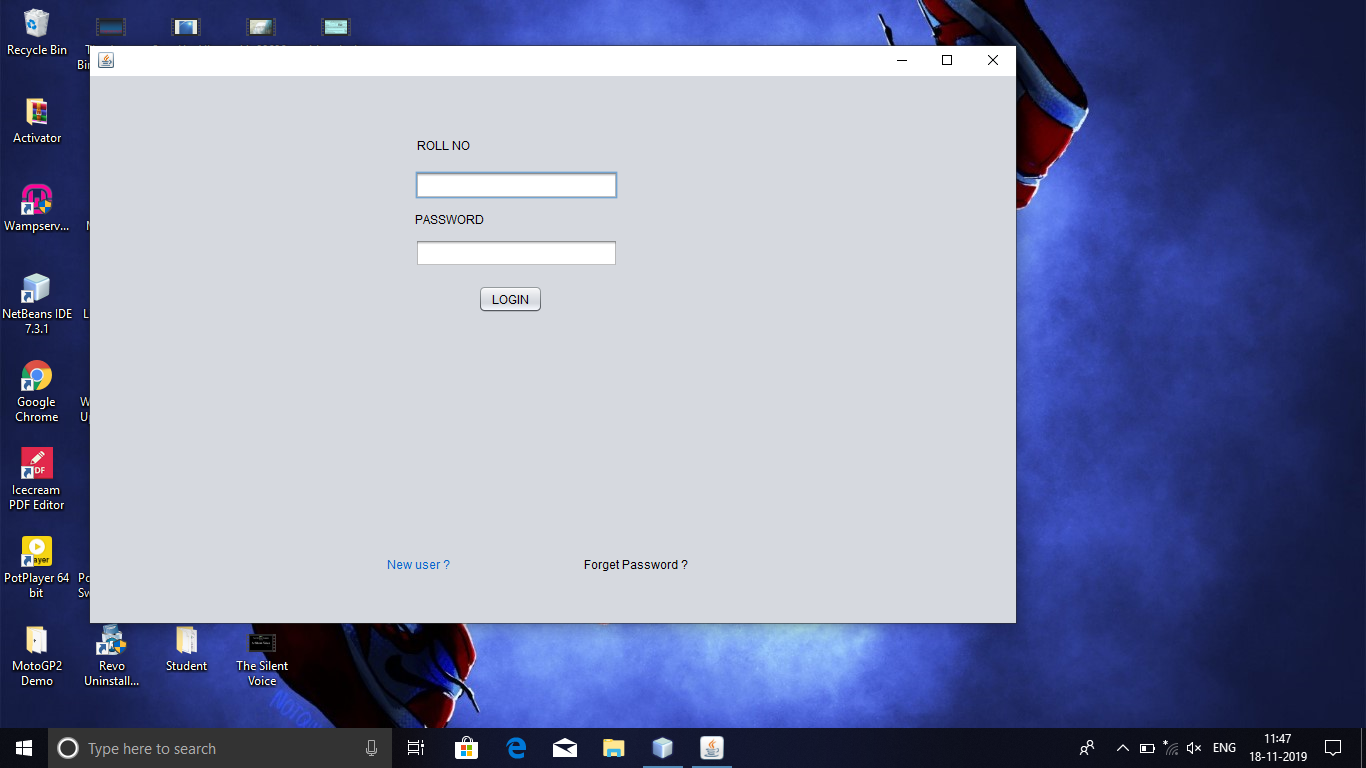 Recycle Bin
Activator
Wampserv...
NetBeans IDE
7.3.1
Google
Chrome
Icecream
PDF Editor
PotPlayer 64
bit
MotoGP2
Demo
Revo
Uninstall...
Student
The Silent
Voice
ROLL NO
PASSWORD
LOGIN
New user ?
Forget Password ?
Type here to search
ENG
11:47
18-11-2019